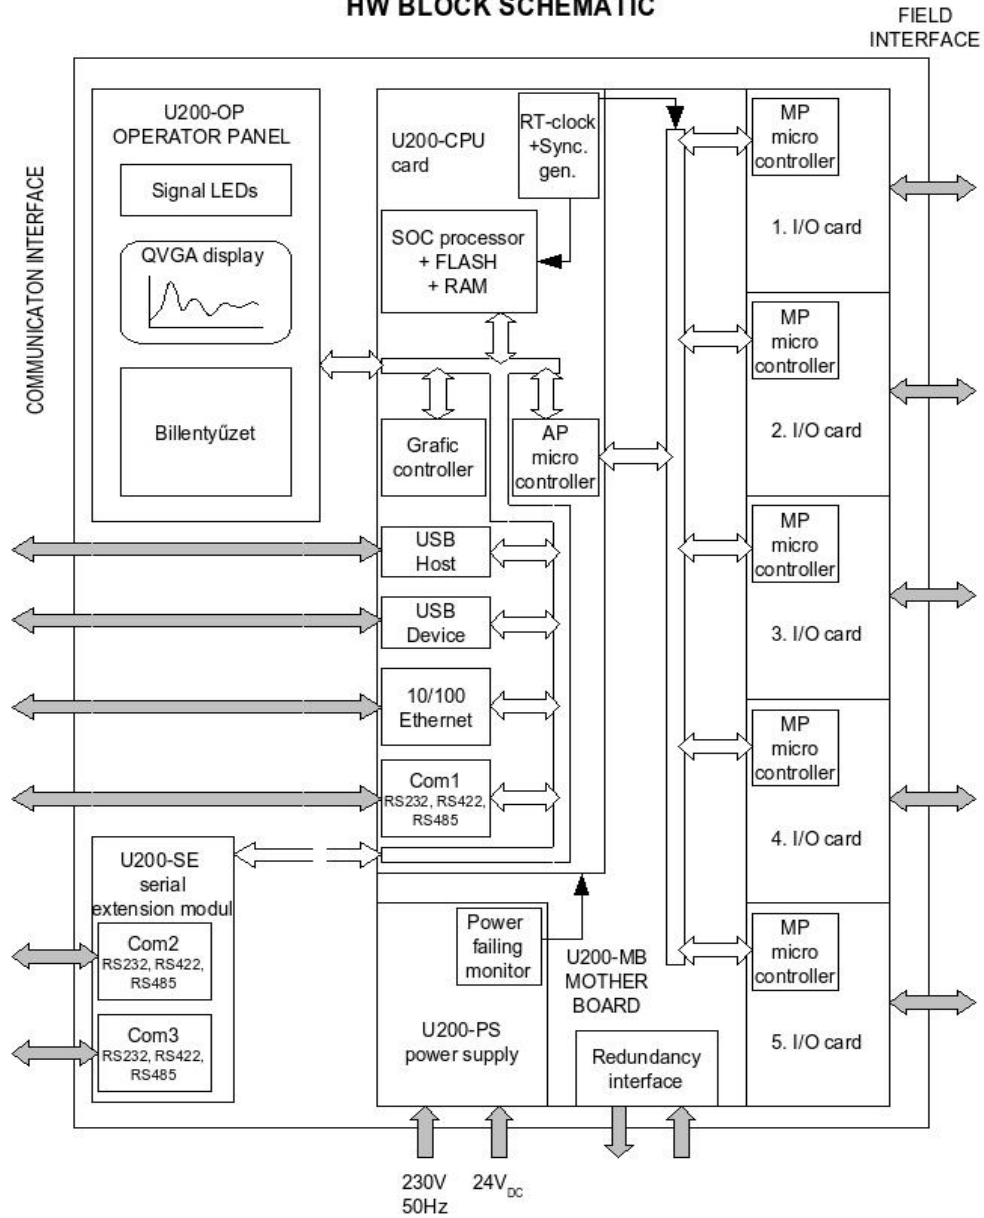 HW BLOCK SCHEMATIC
FIELD
INTERFACE
COMMUNICATON INTERFACE
U200-OP
OPERATOR PANEL
Signal LEDs
QVGA display
Billentyűzet
U200-CPU
card
RT-clock
+Sync.
gen.
SOC processor
+ FLASH
+ RAM
Grafic
controller
AP
micro
controller
USB
Host
USB
Device
10/100
Ethernet
Com1
RS232, RS422,
RS485
U200-SE
serial
extension modul
Com2
RS232, RS422,
RS485
Com3
RS232, RS422,
RS485
Power
failing
monitor
U200-PS
power supply
U200-MB
MOTHER
BOARD
Redundancy
interface
MP
micro
controller
1. I/O card
MP
micro
controller
2. I/O card
MP
micro
controller
3. I/O card
MP
micro
controller
4. I/O card
MP
micro
controller
5. I/O card
230V
50Hz
24VDC